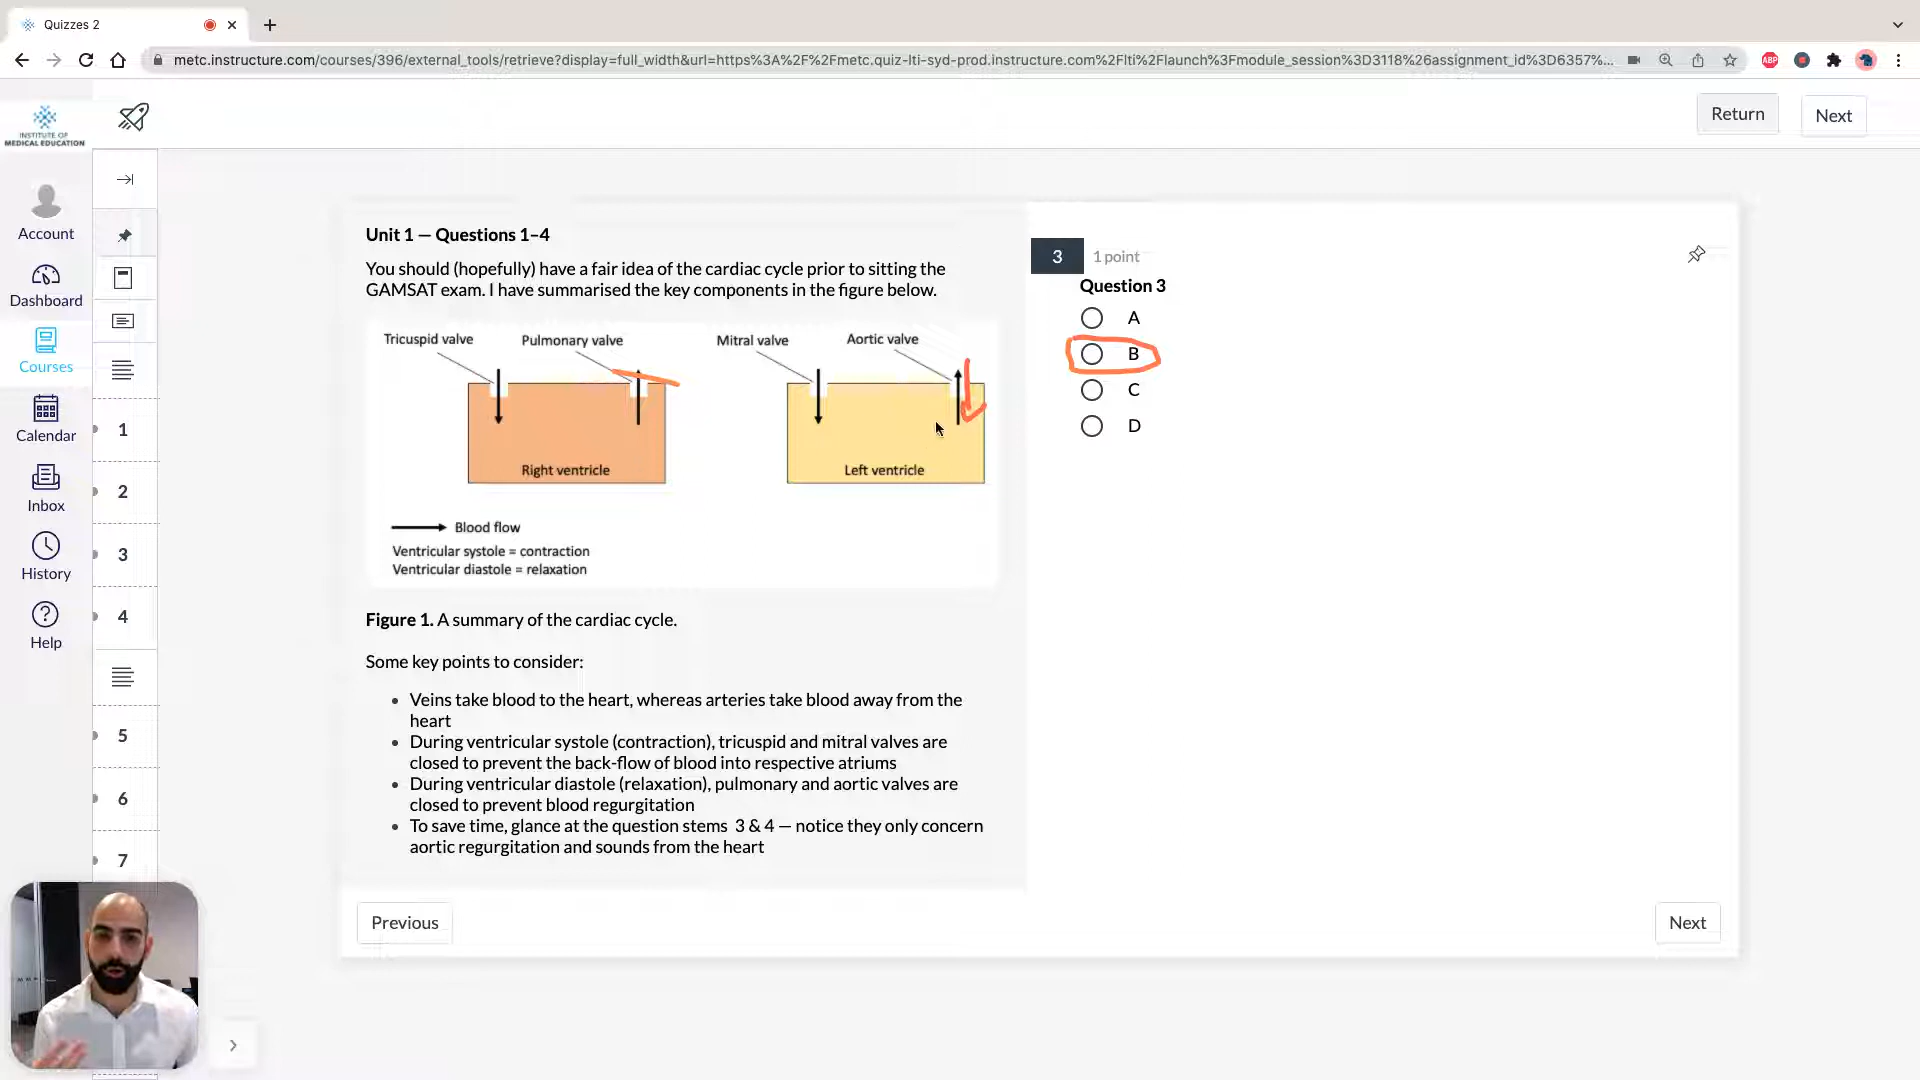 Quizzes 2
metc.instructure.com/courses/396/external_tools/retrieve?display=full_width&url=https%3A%2F%2Fmetc.quiz-lti-syd-prod.instructure.com%2Flti%2Flaunch%3Fmodule_session%3D3118%26assignment_id%3D6357%...
ABP
INSTITUTE OF
MEDICAL EDUCATION
Return
Next
Account
Dashboard
Courses
Calendar
Inbox
History
Help
1
2
3
4
5
6
7
Unit 1 — Questions 1–4
You should (hopefully) have a fair idea of the cardiac cycle prior to sitting the
GAMSAT exam. I have summarised the key components in the figure below.
Tricuspid valve
Pulmonary valve
Mitral valve
Aortic valve
Right ventricle
Left ventricle
Blood flow
Ventricular systole = contraction
Ventricular diastole = relaxation
Figure 1. A summary of the cardiac cycle.
Some key points to consider:
• Veins take blood to the heart, whereas arteries take blood away from the
heart
• During ventricular systole (contraction), tricuspid and mitral valves are
closed to prevent the back-flow of blood into respective atriums
• During ventricular diastole (relaxation), pulmonary and aortic valves are
closed to prevent blood regurgitation
• To save time, glance at the question stems 3 & 4 — notice they only concern
aortic regurgitation and sounds from the heart
3
1 point
Question 3
A
B
C
D
Previous
Next